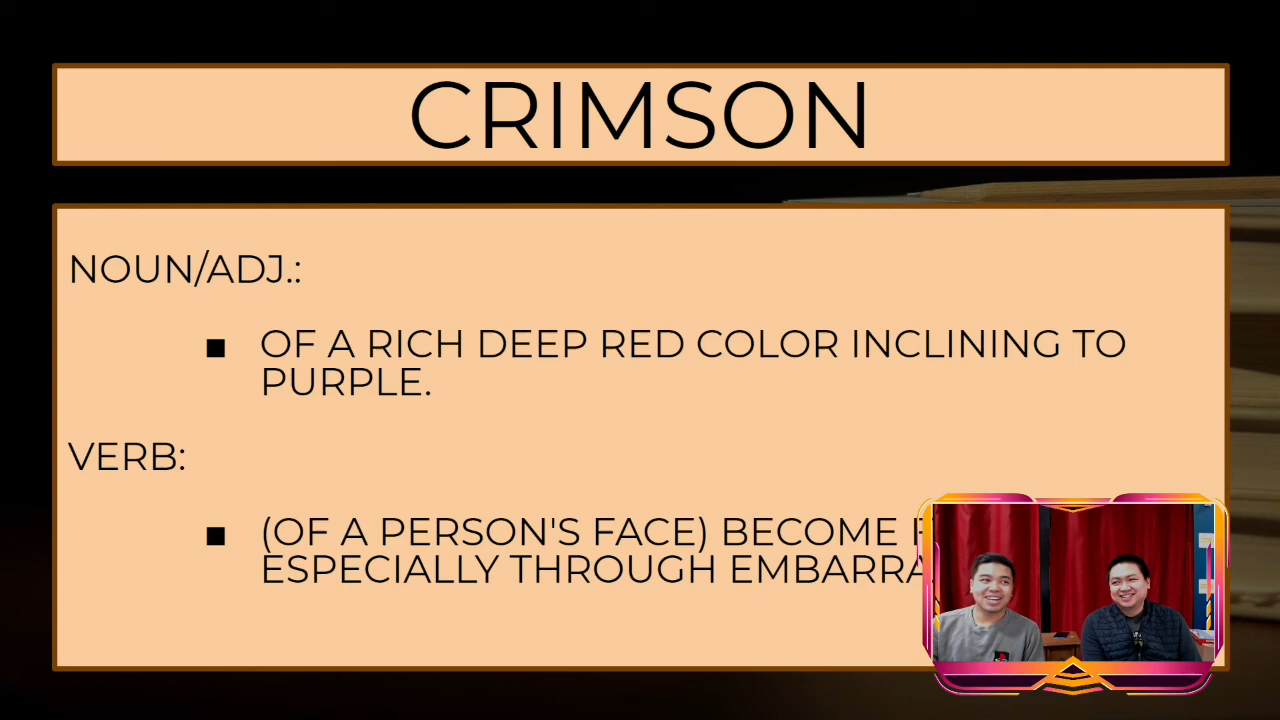 CRIMSON
NOUN/ADJ.:
■ OF A RICH DEEP RED COLOR INCLINING TO
PURPLE.
VERB:
■ (OF A PERSON'S FACE) BECOME
ESPECIALLY THROUGH